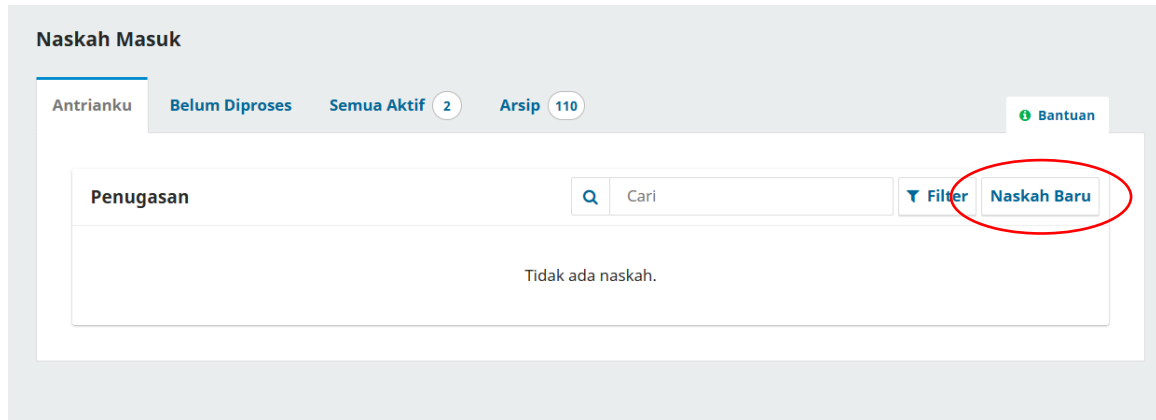 Naskah Masuk
Antrianku Belum Diproses Semua Aktif 2 Arsip 110
Bantuan
Penugasan Cari Filter Naskah Baru
Tidak ada naskah.